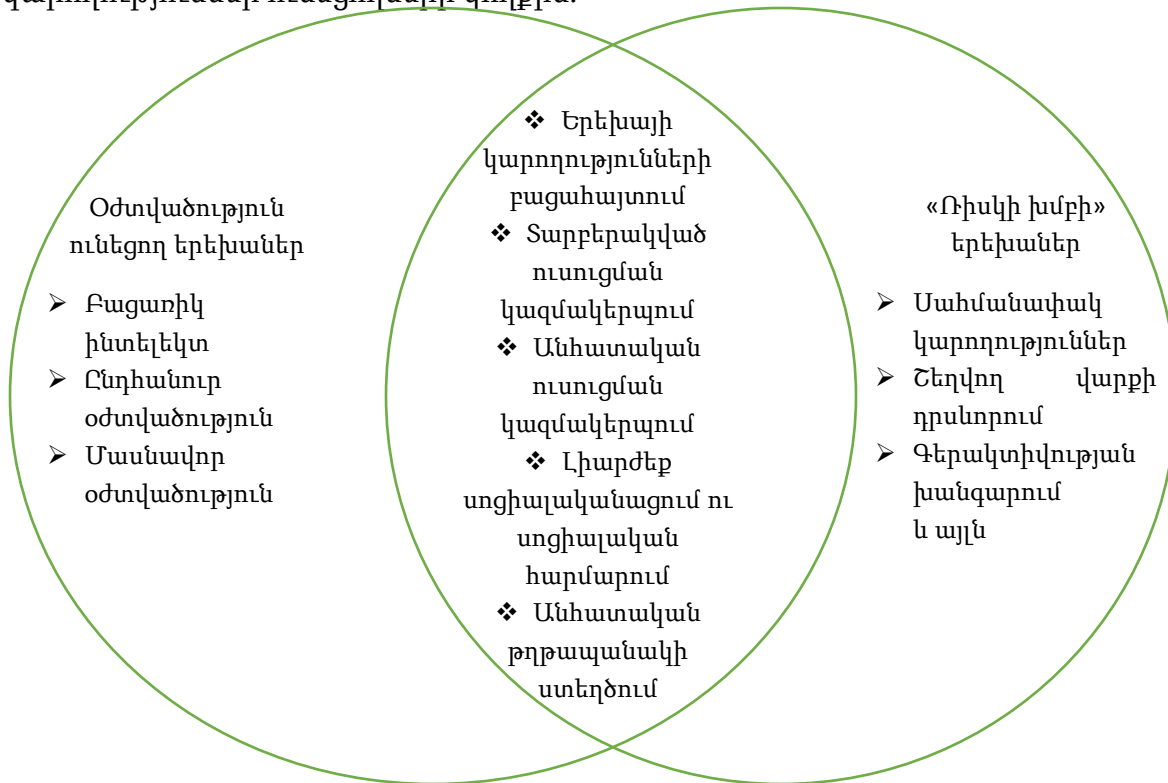 Օժտվածություն
ունեցող երեխաներ
➢ Բացառիկ
ինտելեկտ
➢ Ընդհանուր
օժտվածություն
➢ Մասնավոր
օժտվածություն
❖ Երեխայի
կարողությունների
բացահայտում
❖ Տարբերակված
ուսուցման
կազմակերպում
❖ Անհատական
ուսուցման
կազմակերպում
❖ Լիարժեք
սոցիալականացում ու
սոցիալական
հարմարում
❖ Անհատական
թղթապանակի
ստեղծում
«Ռիսկի խմբի»
երեխաներ
➢ Սահմանափակ
կարողություններ
➢ Շեղվող վարքի
դրսևորում
➢ Գերակտիվության
խանգարում
և այլն